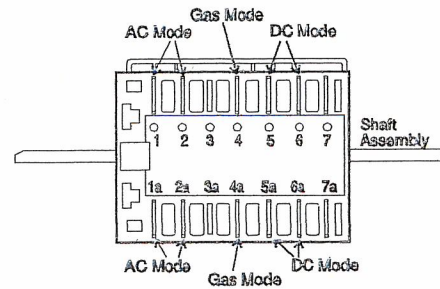 Gas Mode
AC Mode DC Mode
1 2 3 4 5 6 7
Shaft
Assembly
1a 2a 3a 4a 5a 6a 7a
AC Mode Gas Mode DC Mode